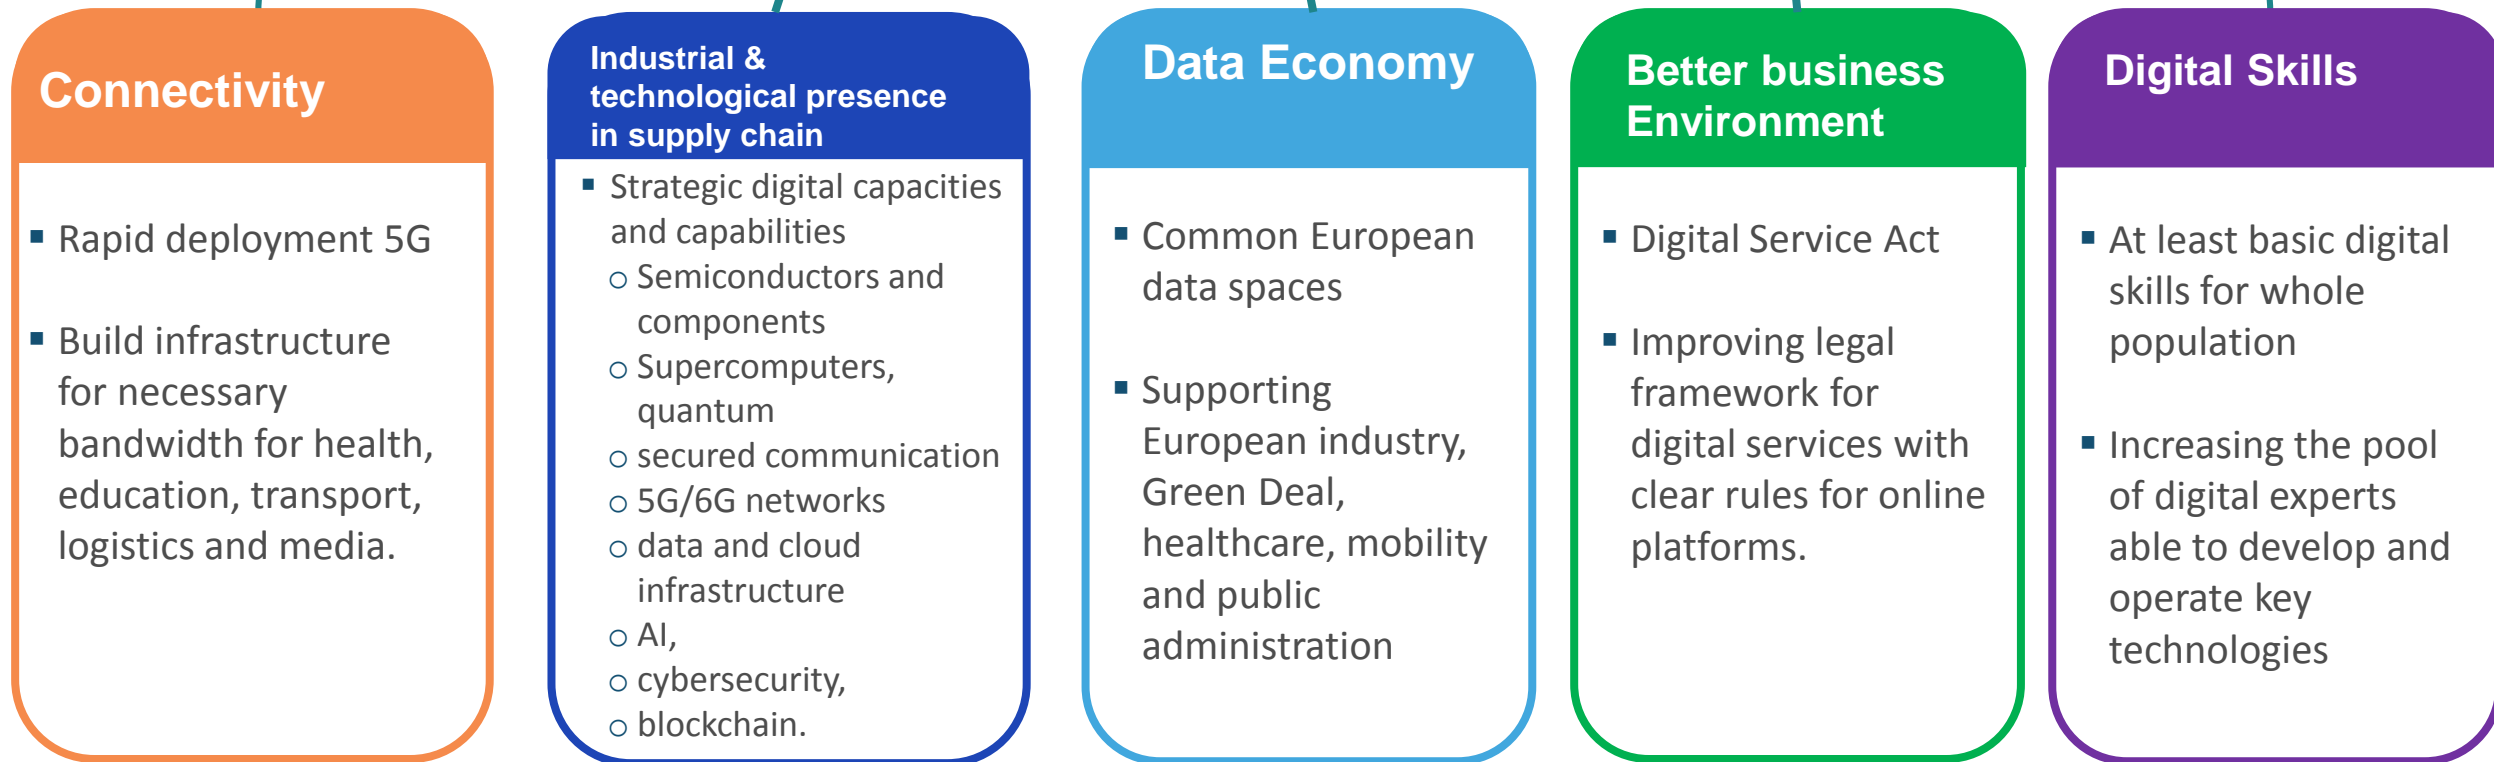 Connectivity
▪ Rapid deployment 5G
▪ Build infrastructure
for necessary
bandwidth for health,
education, transport,
logistics and media.
Industrial &
technological presence
in supply chain
▪ Strategic digital capacities
and capabilities
o Semiconductors and
components
o Supercomputers,
quantum
o secured communication
o 5G/6G networks
o data and cloud
infrastructure
o AI,
o cybersecurity,
o blockchain.
Data Economy
▪ Common European
data spaces
▪ Supporting
European industry,
Green Deal,
healthcare, mobility
and public
administration
Better business
Environment
▪ Digital Service Act
▪ Improving legal
framework for
digital services with
clear rules for online
platforms.
Digital Skills
▪ At least basic digital
skills for whole
population
▪ Increasing the pool
of digital experts
able to develop and
operate key
technologies